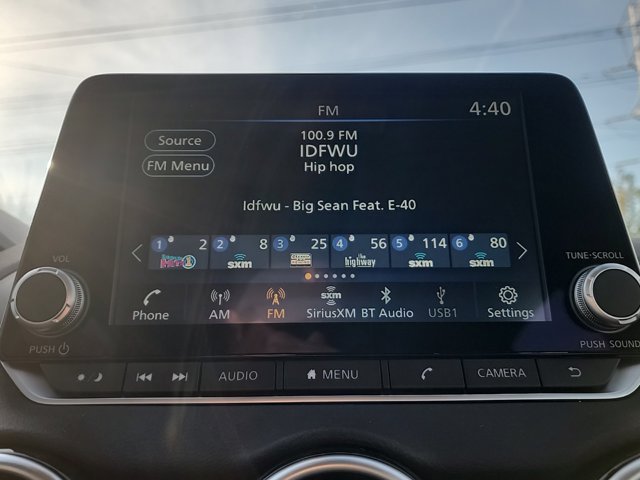 FM
4:40
Source
100.9 FM
IDFWU
FM Menu
Hip hop
Idfwu - Big Sean Feat. E-40
1 2
2 8 sxm
3 25
4 56 the highway
5 114 sxm
6 80 sxm
VOL
TUNE·SCROLL
Phone
AM
FM
sxm
SiriusXM
BT Audio
USB1
Settings
PUSH
PUSH SOUND
AUDIO
MENU
CAMERA